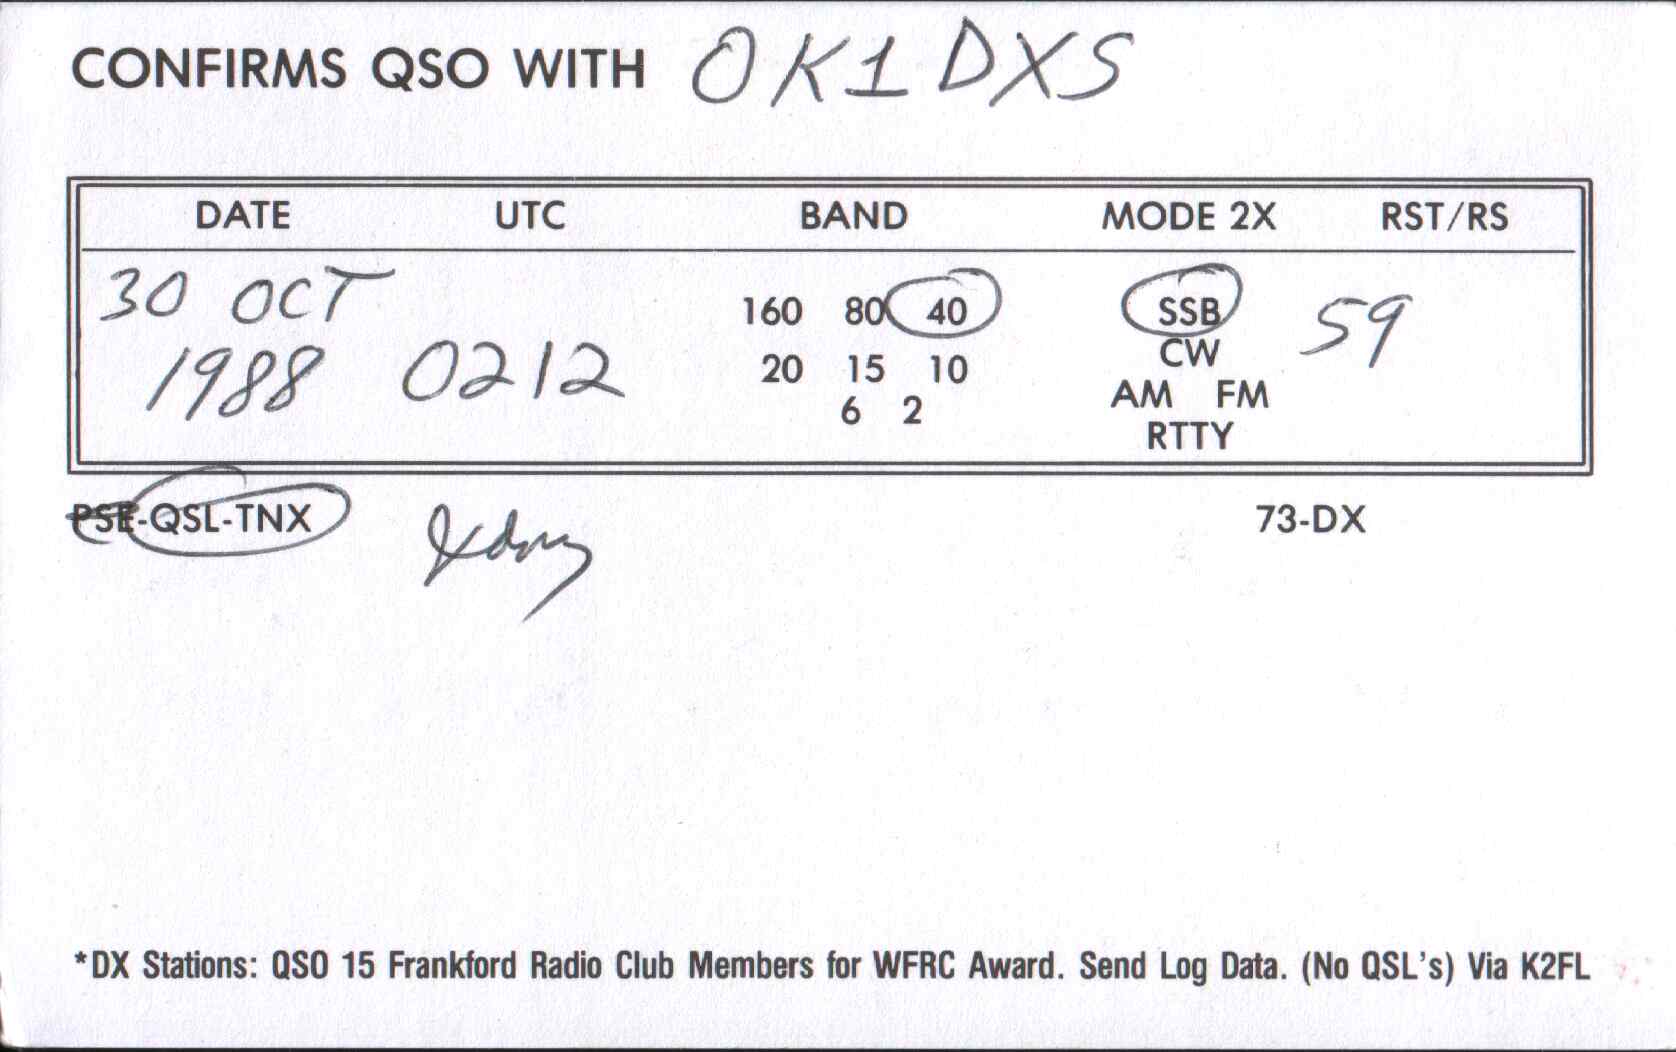 CONFIRMS QSO WITH OK1DXS
DATE UTC BAND MODE 2X RST/RS
30 OCT 160 80 40 SSB 59
1988 0212 20 15 10 CW
6 2 AM FM
RTTY
PSE-QSL-TNX 73-DX
*DX Stations: QSO 15 Frankford Radio Club Members for WFRC Award. Send Log Data. (No QSL's) Via K2FL